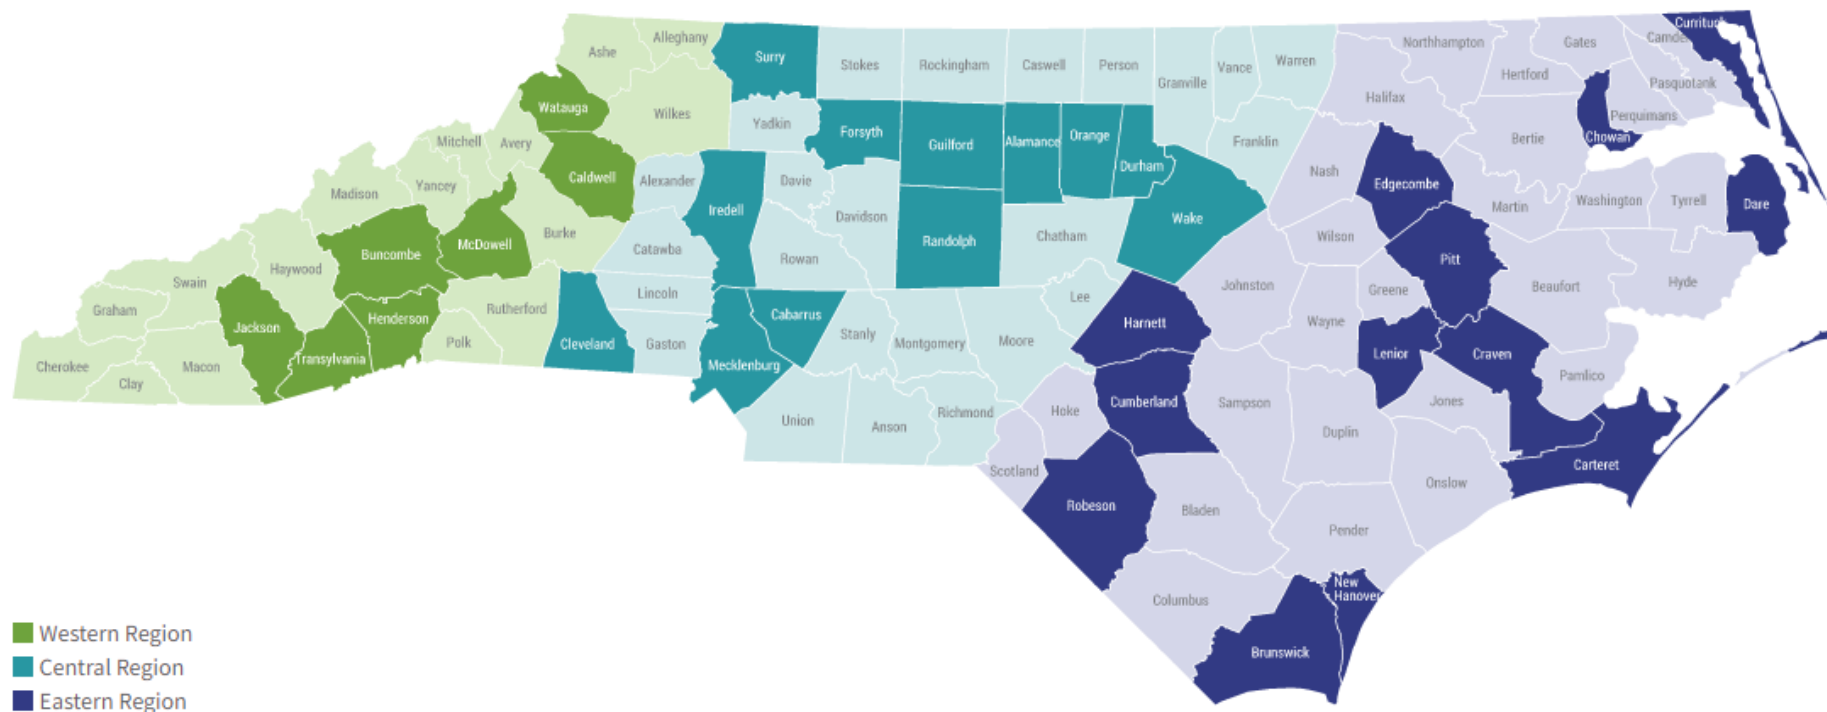 Ashe
Alleghany
Surry
Stokes
Rockingham
Caswell
Person
Granville
Vance
Warren
Northhampton
Gates
Camde
Currituck
Hertford
Pasquotank
Halifax
Perquimans
Chowan
Bertie
Watauga
Wilkes
Yadkin
Forsyth
Guilford
Alamance
Orange
Durham
Franklin
Nash
Edgecombe
Martin
Washington
Tyrrell
Dare
Mitchell
Avery
Caldwell
Alexander
Iredell
Davie
Davidson
Randolph
Chatham
Wake
Wilson
Pitt
Beaufort
Hyde
Madison
Yancey
McDowell
Burke
Catawba
Rowan
Buncombe
Haywood
Swain
Graham
Jackson
Henderson
Transylvania
Rutherford
Polk
Cleveland
Lincoln
Gaston
Mecklenburg
Cabarrus
Stanly
Montgomery
Moore
Lee
Harnett
Johnston
Wayne
Greene
Lenior
Craven
Pamlico
Cherokee
Clay
Macon
Union
Anson
Richmond
Hoke
Cumberland
Sampson
Duplin
Jones
Carteret
Scotland
Robeson
Bladen
Onslow
Pender
Columbus
New
Hanover
Brunswick
Western Region
Central Region
Eastern Region